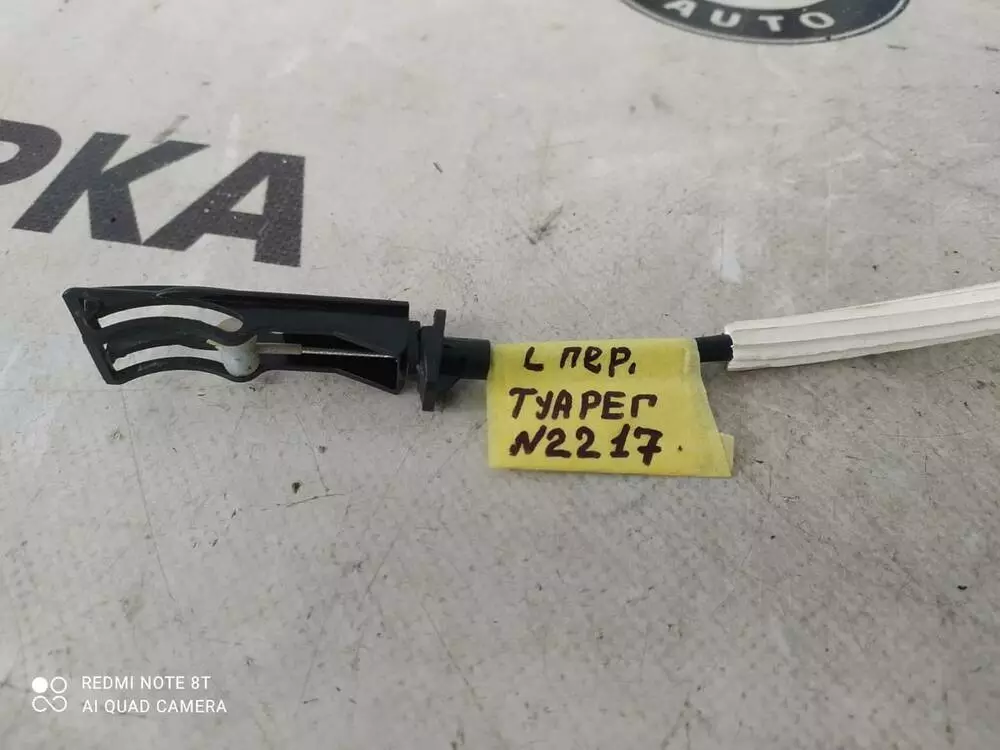 AUTO
РКА
L пер.
ТУАРЕГ
N2217.
REDMI NOTE 8T
AI QUAD CAMERA